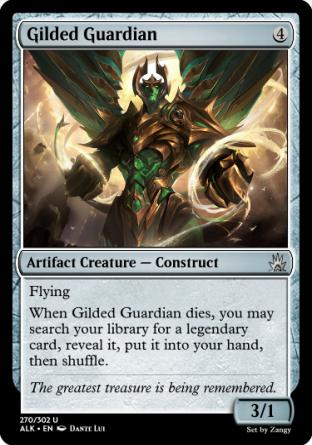 Gilded Guardian 4
Artifact Creature — Construct
Flying
When Gilded Guardian dies, you may
search your library for a legendary
card, reveal it, put it into your hand,
then shuffle.
The greatest treasure is being remembered.
270/302 U
ALK • EN DANTE LUI
3/1
Set by Zangy